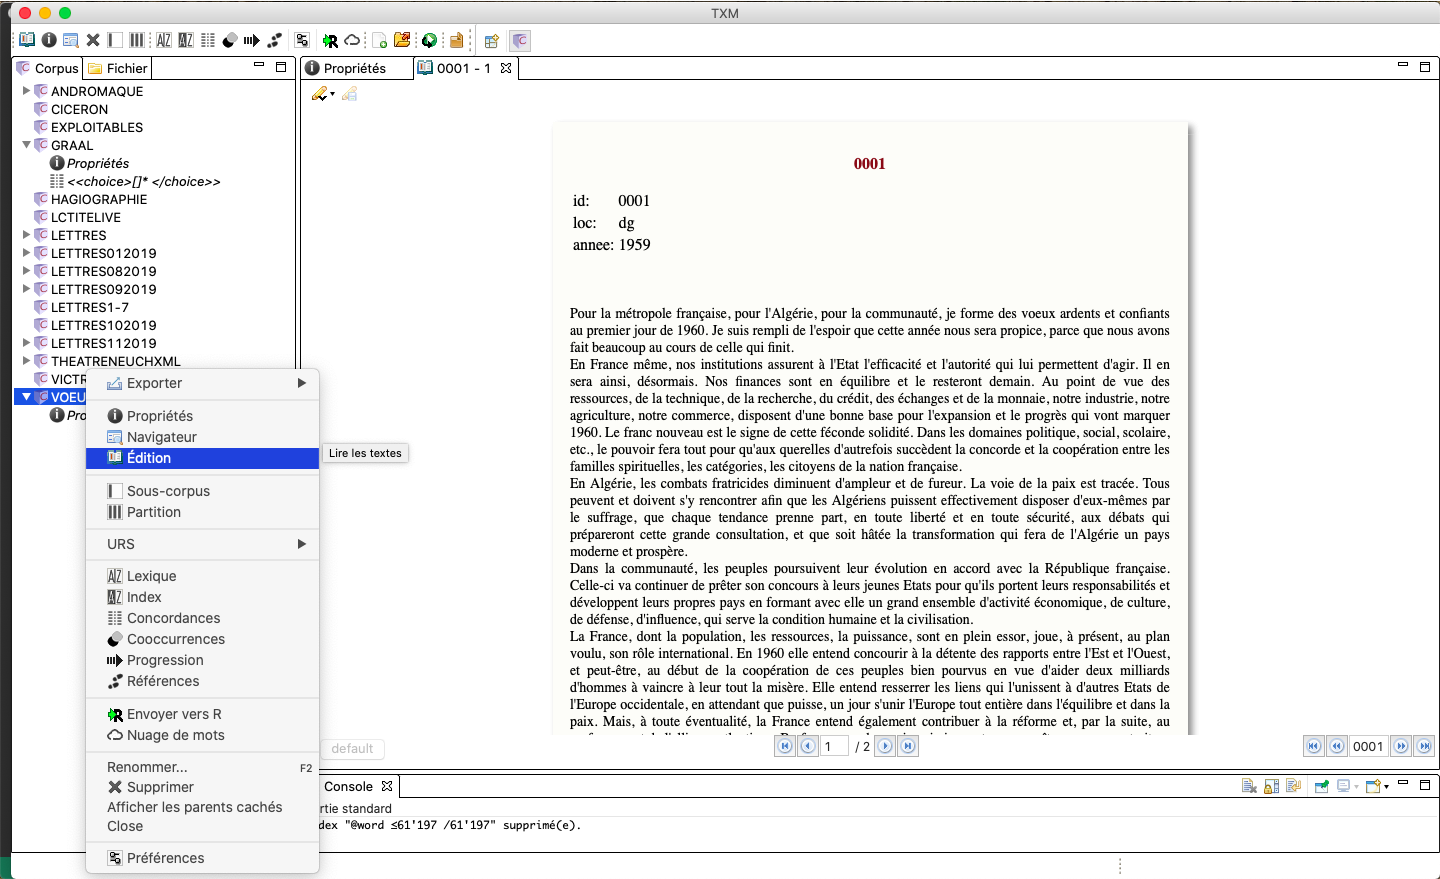 TXM
Corpus
Fichier
ANDROMAQUE
CICERON
EXPLOITABLES
GRAAL
Propriétés
<<choice>[]* </choice>>
HAGIOGRAPHIE
LCTITELIVE
LETTRES
LETTRES012019
LETTRES082019
LETTRES092019
LETTRES1-7
LETTRES102019
LETTRES112019
THEATRENEUCHXML
VICTR
VOEU
Pro
Exporter
Propriétés
Navigateur
Édition
Sous-corpus
Partition
URS
Lexique
Index
Concordances
Cooccurrences
Progression
Références
Envoyer vers R
Nuage de mots
Renommer... F2
Supprimer
Afficher les parents cachés
Close
Préférences
Lire les textes
Propriétés
0001 - 1
0001
id: 0001
loc: dg
annee: 1959
Pour la métropole française, pour l'Algérie, pour la communauté, je forme des voeux ardents et confiants
au premier jour de 1960. Je suis rempli de l'espoir que cette année nous sera propice, parce que nous avons
fait beaucoup au cours de celle qui finit.
En France même, nos institutions assurent à l'Etat l'efficacité et l'autorité qui lui permettent d'agir. Il en
sera ainsi, désormais. Nos finances sont en équilibre et le resteront demain. Au point de vue des
ressources, de la technique, de la recherche, du crédit, des échanges et de la monnaie, notre industrie, notre
agriculture, notre commerce, disposent d'une bonne base pour l'expansion et le progrès qui vont marquer
1960. Le franc nouveau est le signe de cette féconde solidité. Dans les domaines politique, social, scolaire,
etc., le pouvoir fera tout pour qu'aux querelles d'autrefois succèdent la concorde et la coopération entre les
familles spirituelles, les catégories, les citoyens de la nation française.
En Algérie, les combats fratricides diminuent d'ampleur et de fureur. La voie de la paix est tracée. Tous
peuvent et doivent s'y rencontrer afin que les Algériens puissent effectivement disposer d'eux-mêmes par
le suffrage, que chaque tendance prenne part, en toute liberté et en toute sécurité, aux débats qui
prépareront cette grande consultation, et que soit hâtée la transformation qui fera de l'Algérie un pays
moderne et prospère.
Dans la communauté, les peuples poursuivent leur évolution en accord avec la République française.
Celle-ci va continuer de prêter son concours à leurs jeunes Etats pour qu'ils portent leurs responsabilités et
développent leurs propres pays en formant avec elle un grand ensemble d'activité économique, de culture,
de défense, d'influence, qui serve la condition humaine et la civilisation.
La France, dont la population, les ressources, la puissance, sont en plein essor, joue, à présent, au plan
voulu, son rôle international. En 1960 elle entend concourir à la détente des rapports entre l'Est et l'Ouest,
et peut-être, au début de la coopération de ces peuples bien pourvus en vue d'aider deux milliards
d'hommes à vaincre à leur tout la misère. Elle entend resserrer les liens qui l'unissent à d'autres Etats de
l'Europe occidentale, en attendant que puisse, un jour s'unir l'Europe tout entière dans l'équilibre et dans la
paix. Mais, à toute éventualité, la France entend également contribuer à la réforme et, par la suite, au
default
1 / 2
0001
Console
rtie standard
dex "@word ≤61'197 /61'197" supprimé(e).